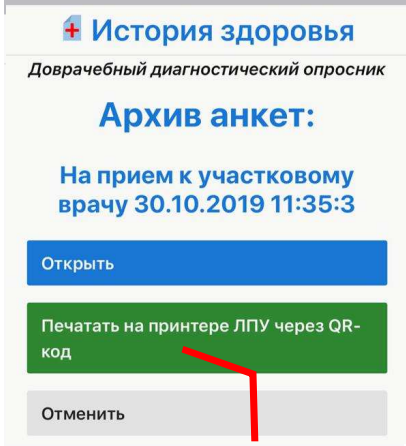 История здоровья
Доврачебный диагностический опросник
Архив анкет:
На прием к участковому
врачу 30.10.2019 11:35:3
Открыть
Печатать на принтере ЛПУ через QR-
код
Отменить